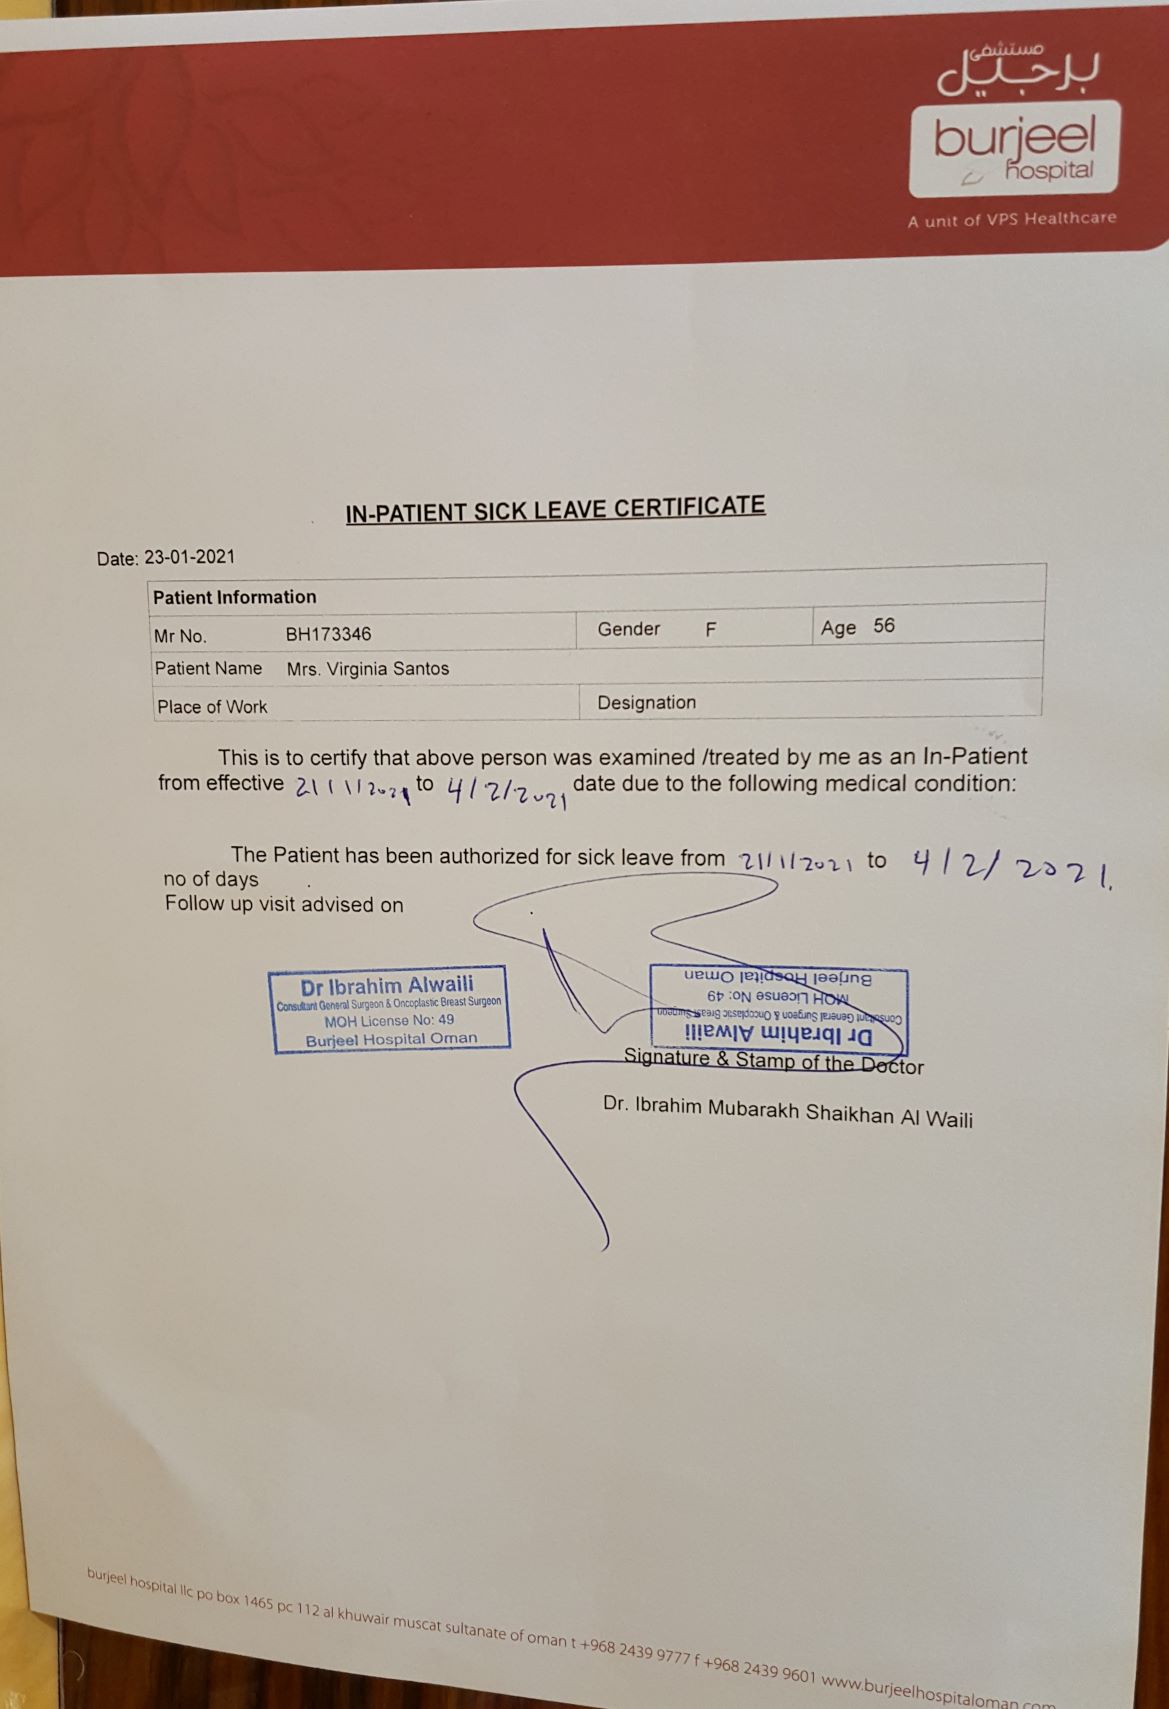 مستشفى
برجيل
burjeel
hospital
A unit of VPS Healthcare
IN-PATIENT SICK LEAVE CERTIFICATE
Date: 23-01-2021
Patient Information
Mr No. BH173346 Gender F Age 56
Patient Name Mrs. Virginia Santos
Place of Work Designation
This is to certify that above person was examined /treated by me as an In-Patient
from effective 21/1/2021 to 4/2/2021 date due to the following medical condition:
The Patient has been authorized for sick leave from 21/1/2021 to 4/2/2021.
no of days
Follow up visit advised on
Dr Ibrahim Alwaili
Consultant General Surgeon & Oncoplastic Breast Surgeon
MOH License No: 49
Burjeel Hospital Oman
Dr Ibrahim Alwaili
Consultant General Surgeon & Oncoplastic Breast Surgeon
MOH License No: 49
Burjeel Hospital Oman
Signature & Stamp of the Doctor
Dr. Ibrahim Mubarakh Shaikhan Al Waili
burjeel hospital llc po box 1465 pc 112 al khuwair muscat sultanate of oman t +968 2439 9777 f +968 2439 9601 www.burjeelhospitaloman.com